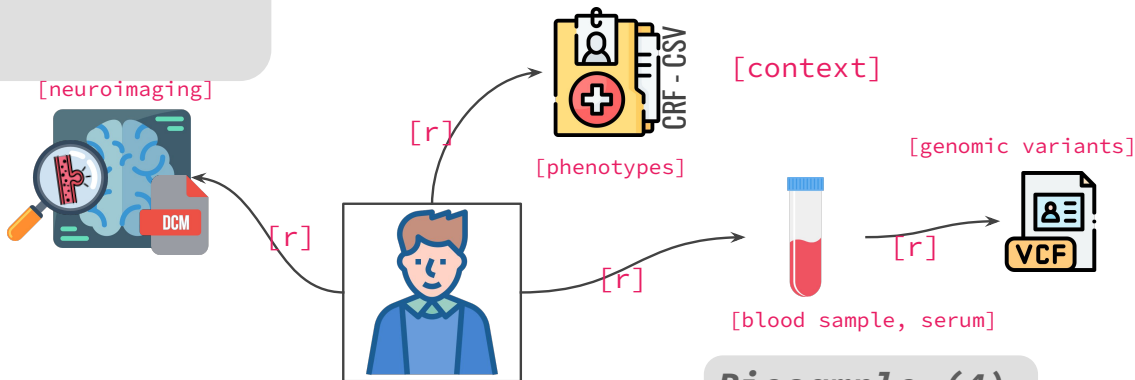 [neuroimaging]
DCM
[r]
[r]
CRF - CSV
[phenotypes]
[context]
[r]
[blood sample, serum]
[r]
[genomic variants]
VCF